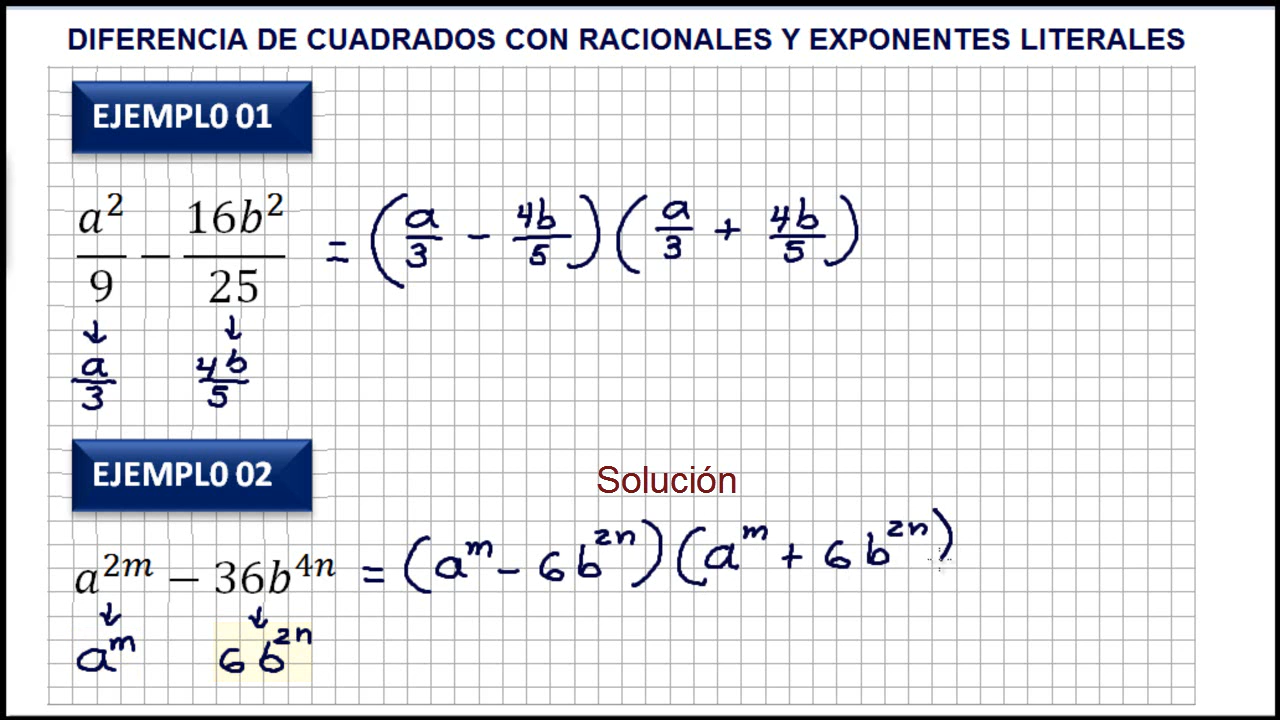 DIFERENCIA DE CUADRADOS CON RACIONALES Y EXPONENTES LITERALES
EJEMPL0 01
a²/9 − 16b²/25 = (a/3 − 4b/5)(a/3 + 4b/5)
↓ ↓
a/3 4b/5
EJEMPL0 02
Solución
a^{2m} − 36b^{4n} = (a^m − 6b^{2n})(a^m + 6b^{2n})
↓ ↓
a^m 6b^{2n}